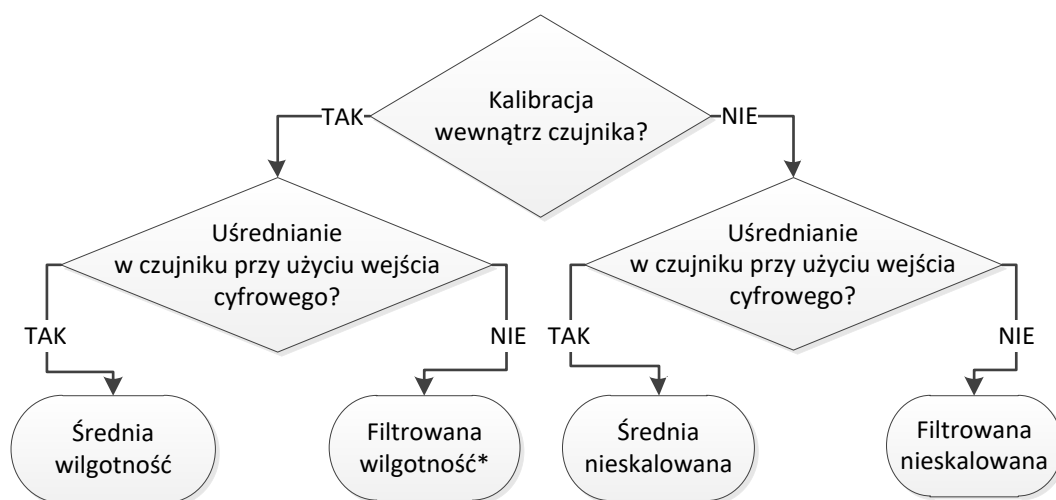 Kalibracja
wewnątrz czujnika?
TAK
NIE
Uśrednianie
w czujniku przy użyciu wejścia
cyfrowego?
Uśrednianie
w czujniku przy użyciu wejścia
cyfrowego?
TAK
NIE
TAK
NIE
Średnia
wilgotność
Filtrowana
wilgotność*
Średnia
nieskalowana
Filtrowana
nieskalowana